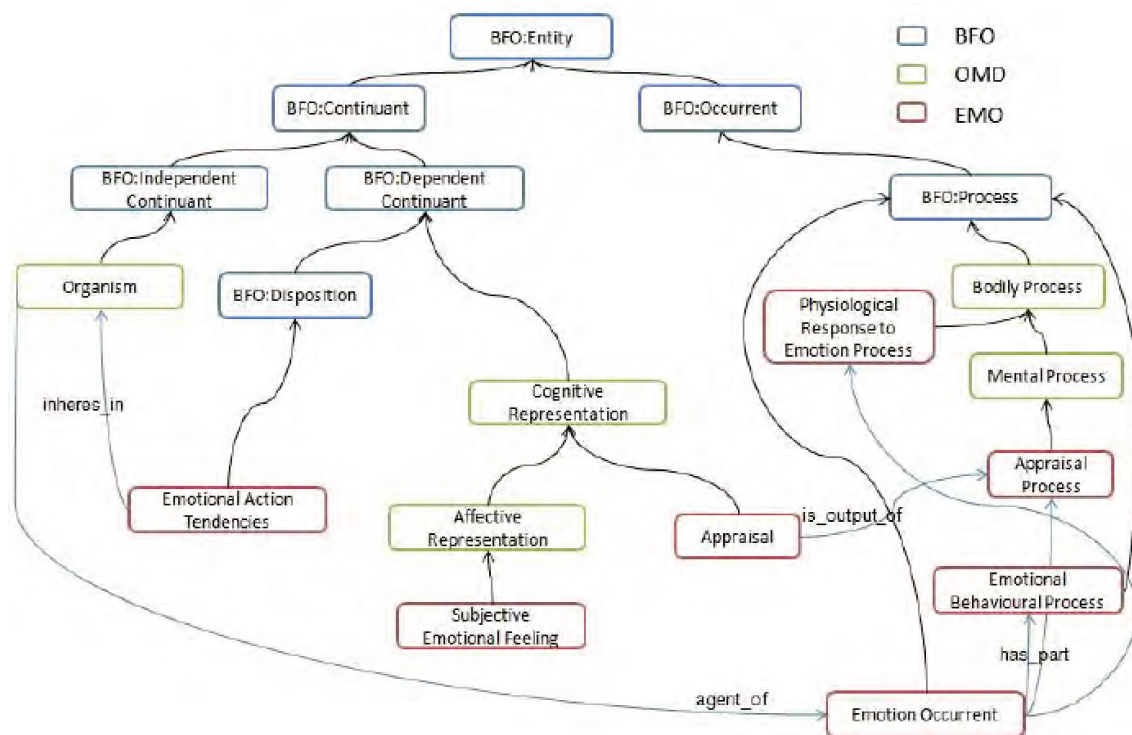 BFO:Entity
BFO
OMD
EMO
BFO:Continuant
BFO:Occurrent
BFO:Independent
Continuant
BFO:Dependent
Continuant
BFO:Process
Organism
BFO:Disposition
Bodily Process
Physiological
Response to
Emotion Process
Mental Process
inheres_in
Cognitive
Representation
Appraisal
Process
Emotional Action
Tendencies
Affective
Representation
Appraisal
is_output_of
Emotional
Behavioural Process
Subjective
Emotional Feeling
has_part
agent_of
Emotion Occurrent